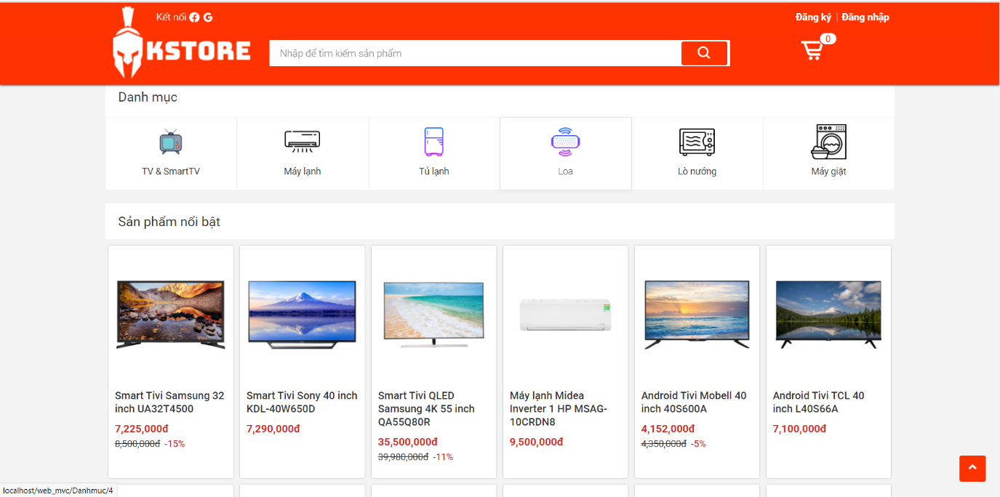 Kết nối
Đăng ký | Đăng nhập
KSTORE
Nhập để tìm kiếm sản phẩm
0
Danh mục
TV & SmartTV
Máy lạnh
Tủ lạnh
Loa
Lò nướng
Máy giặt
Sản phẩm nổi bật
Smart Tivi Samsung 32
inch UA32T4500
7,225,000đ
8,500,000đ -15%
Smart Tivi Sony 40 inch
KDL-40W650D
7,290,000đ
Smart Tivi QLED
Samsung 4K 55 inch
QA55Q80R
35,500,000đ
39,980,000đ -11%
Máy lạnh Midea
Inverter 1 HP MSAG-
10CRDN8
9,500,000đ
Android Tivi Mobell 40
inch 40S600A
4,152,000đ
4,350,000đ -5%
Android Tivi TCL 40
inch L40S66A
7,100,000đ
localhost/web_mvc/Danhmuc/4